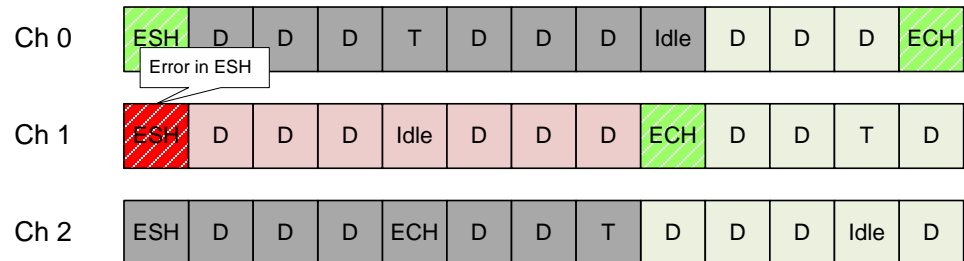 Ch 0 ESH D D D T D D D Idle D D D ECH
Error in ESH
Ch 1 ESH D D D Idle D D D ECH D D T D
Ch 2 ESH D D D ECH D D T D D D Idle D